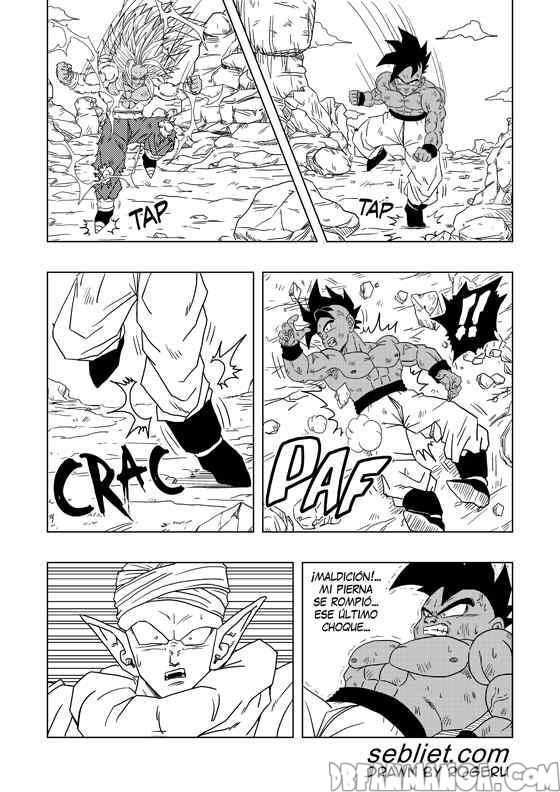 TAP
TAP
CRAC
!!
PAF
¡MALDICIÓN!...
MI PIERNA
SE ROMPIÓ...
ESE ÚLTIMO
CHOQUE...
sebliet.com
DRAWN BY ROGERU
DBFANMANGA.COM